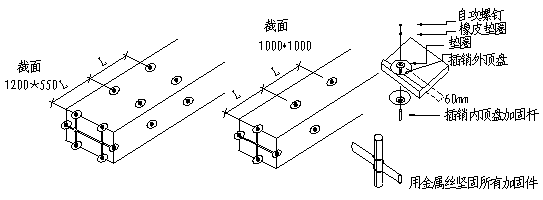 截面
1200*550
L
L
截面
1000*1000
L
L
自攻螺钉
橡皮垫圈
垫圈
插销外顶盘
60mm
插销内顶盘加固杆
用金属丝坚固所有加固件